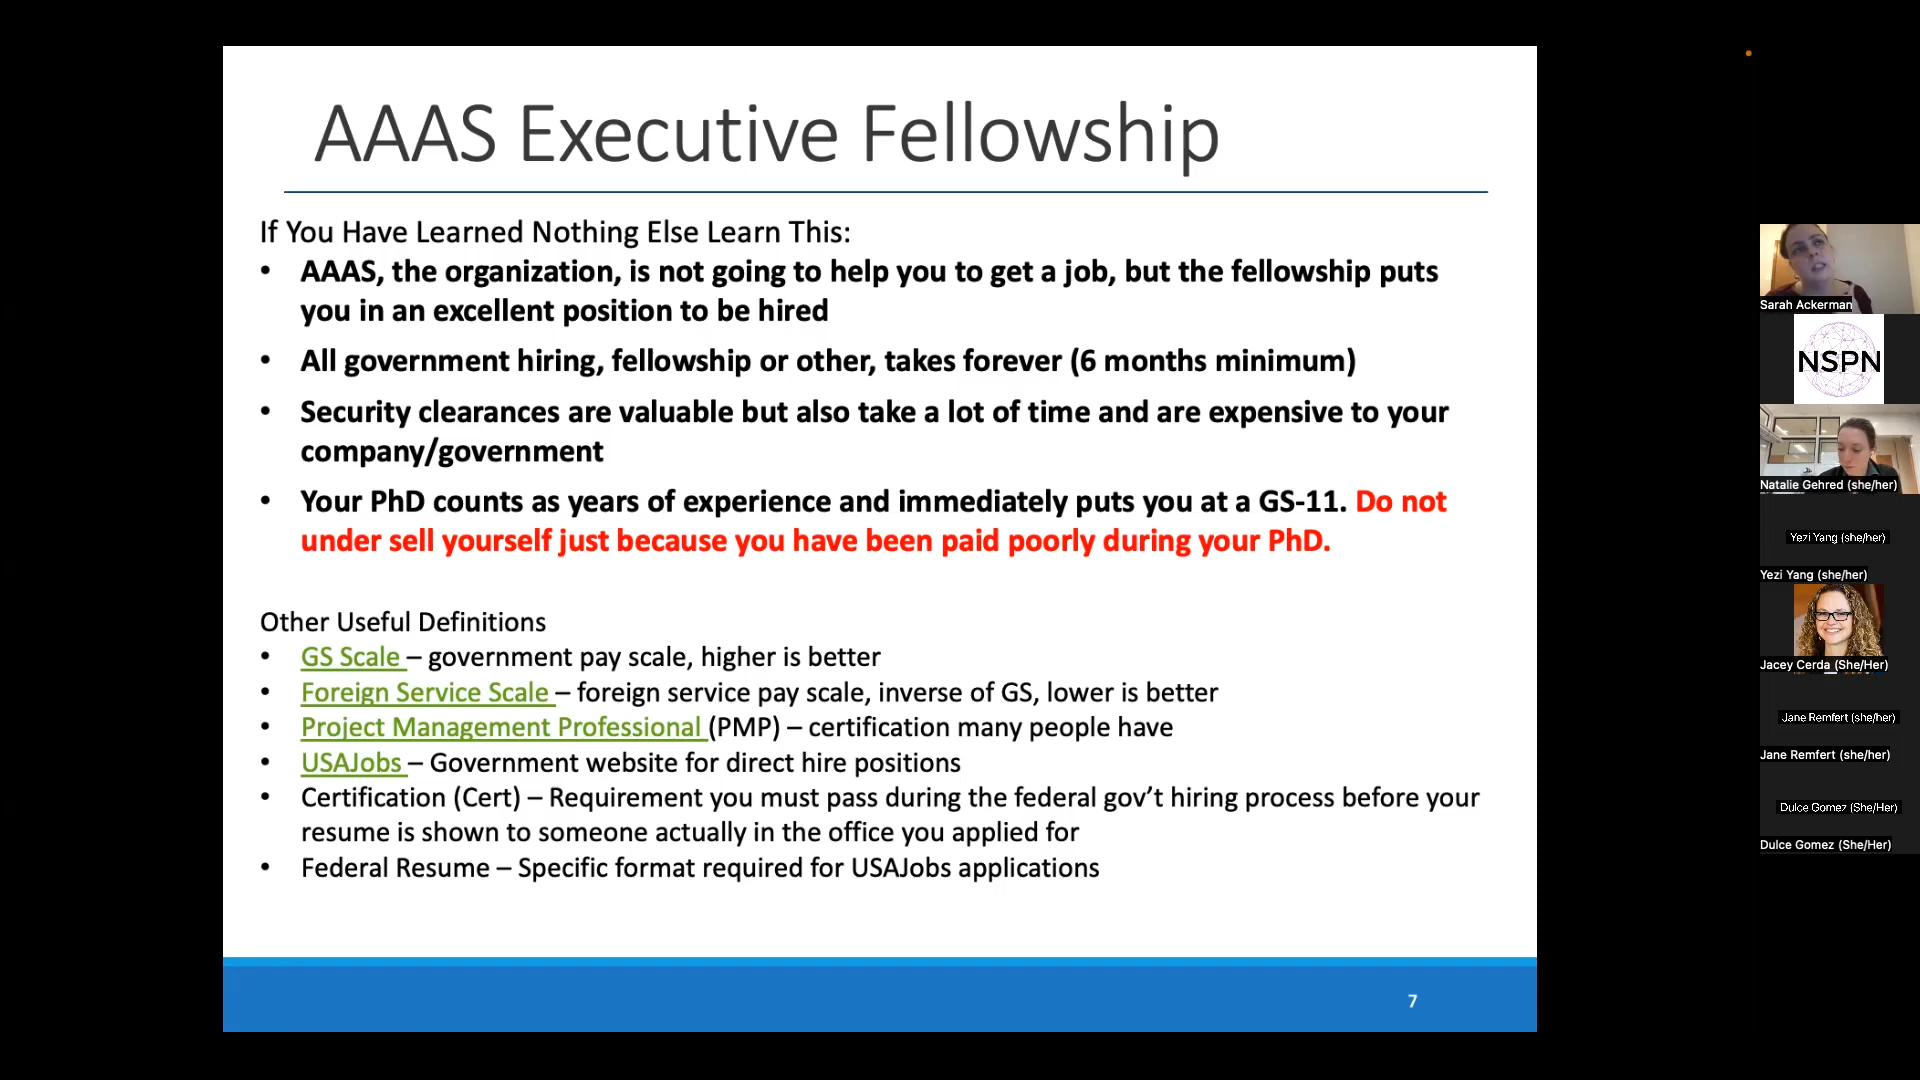 AAAS Executive Fellowship
If You Have Learned Nothing Else Learn This:
• AAAS, the organization, is not going to help you to get a job, but the fellowship puts
you in an excellent position to be hired
• All government hiring, fellowship or other, takes forever (6 months minimum)
• Security clearances are valuable but also take a lot of time and are expensive to your
company/government
• Your PhD counts as years of experience and immediately puts you at a GS-11. Do not
under sell yourself just because you have been paid poorly during your PhD.
Other Useful Definitions
• GS Scale – government pay scale, higher is better
• Foreign Service Scale – foreign service pay scale, inverse of GS, lower is better
• Project Management Professional (PMP) – certification many people have
• USAJobs – Government website for direct hire positions
• Certification (Cert) – Requirement you must pass during the federal gov’t hiring process before your
resume is shown to someone actually in the office you applied for
• Federal Resume – Specific format required for USAJobs applications
7
Sarah Ackerman
NSPN
Natalie Gehred (she/her)
Yezi Yang (she/her)
Yezi Yang (she/her)
Jacey Cerda (She/Her)
Jane Remfert (she/her)
Jane Remfert (she/her)
Dulce Gomez (She/Her)
Dulce Gomez (She/Her)